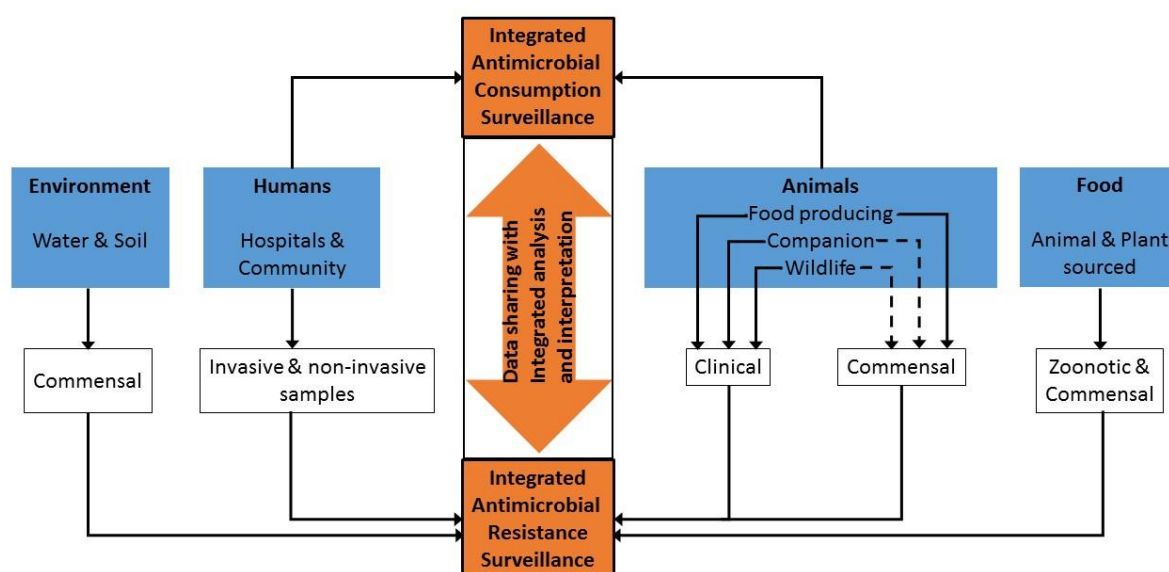 Integrated
Antimicrobial
Consumption
Surveillance
Environment
Water & Soil
Humans
Hospitals &
Community
Data sharing with
Integrated analysis
and interpretation
Animals
Food producing
Companion
Wildlife
Food
Animal & Plant
sourced
Commensal
Invasive & non-invasive
samples
Clinical
Commensal
Zoonotic &
Commensal
Integrated
Antimicrobial
Resistance
Surveillance